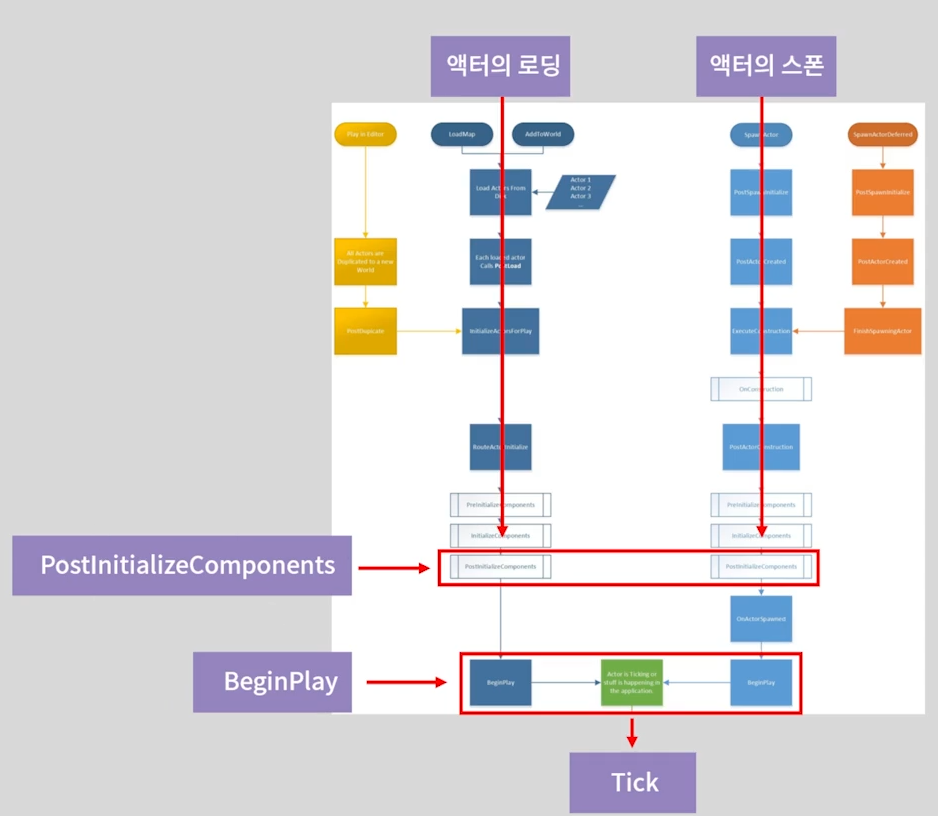 액터의 로딩
액터의 스폰
Play in Editor
LoadMap
AddToWorld
SpawnActor
SpawnActorDeferred
Load Actors From
Disk
Actor 1
Actor 2
Actor 3
...
PostSpawnInitialize
PostSpawnInitialize
All Actors are
Duplicated to a new
World
Each loaded actor
Calls PostLoad
PostActorCreated
PostActorCreated
PostDuplicate
InitializeActorsForPlay
ExecuteConstruction
FinishSpawningActor
OnConstruction
RouteActorInitialize
PostActorConstruction
PreInitializeComponents
PreInitializeComponents
InitializeComponents
InitializeComponents
PostInitializeComponents
PostInitializeComponents
PostInitializeComponents
OnActorSpawned
BeginPlay
BeginPlay
Actor is Ticking or
stuff is happening in
the application.
BeginPlay
Tick